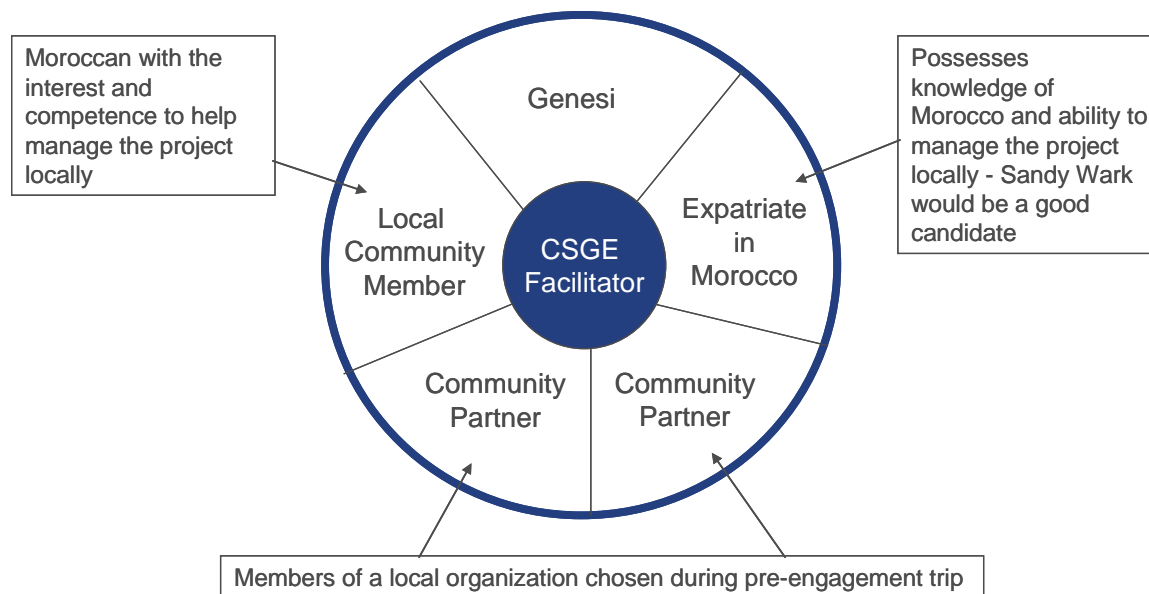 Moroccan with the
interest and
competence to help
manage the project
locally
Genesi
Possesses
knowledge of
Morocco and ability to
manage the project
locally - Sandy Wark
would be a good
candidate
Local
Community
Member
CSGE
Facilitator
Expatriate
in
Morocco
Community
Partner
Community
Partner
Members of a local organization chosen during pre-engagement trip